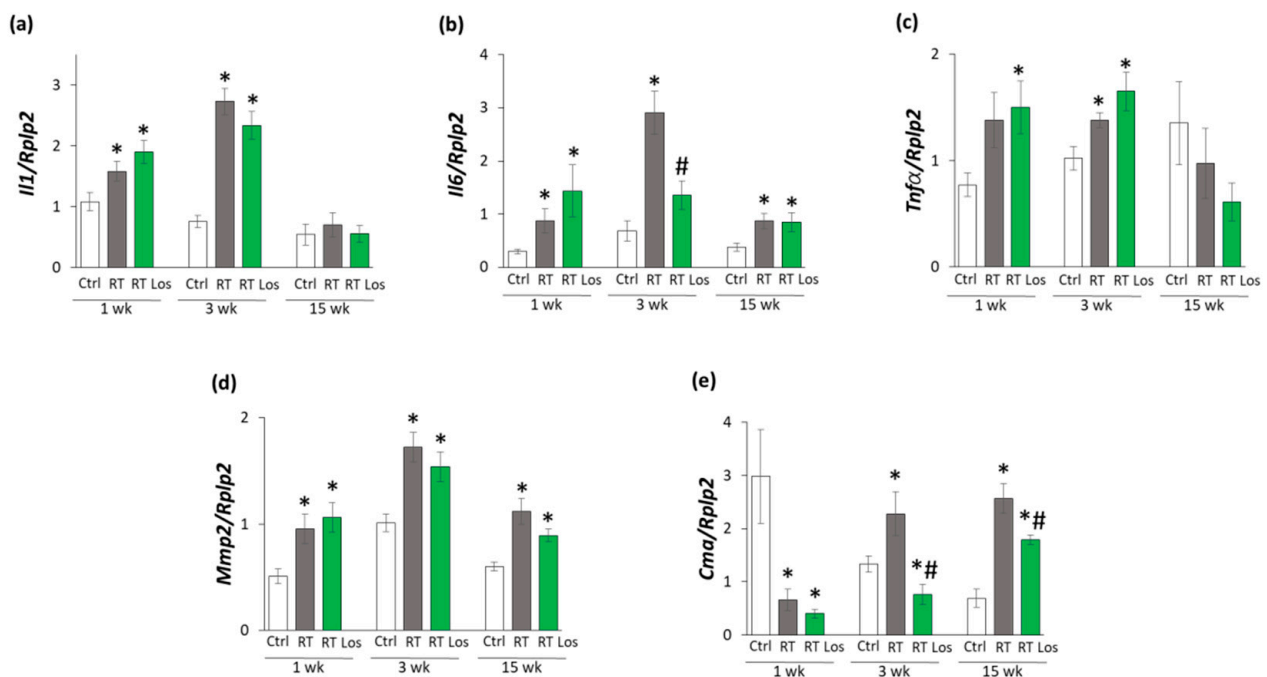 (a)
Il1/Rplp2
3
2
1
0
* * * *
Ctrl RT RT Los Ctrl RT RT Los Ctrl RT RT Los
1 wk 3 wk 15 wk
(b)
Il6/Rplp2
4
3
2
1
0
* * * # * *
Ctrl RT RT Los Ctrl RT RT Los Ctrl RT RT Los
1 wk 3 wk 15 wk
(c)
Tnfα/Rplp2
2
1
0
* * *
Ctrl RT RT Los Ctrl RT RT Los Ctrl RT RT Los
1 wk 3 wk 15 wk
(d)
Mmp2/Rplp2
2
1
0
* * * * * *
Ctrl RT RT Los Ctrl RT RT Los Ctrl RT RT Los
1 wk 3 wk 15 wk
(e)
Cma/Rplp2
4
3
2
1
0
* * * *# * *#
Ctrl RT RT Los Ctrl RT RT Los Ctrl RT RT Los
1 wk 3 wk 15 wk